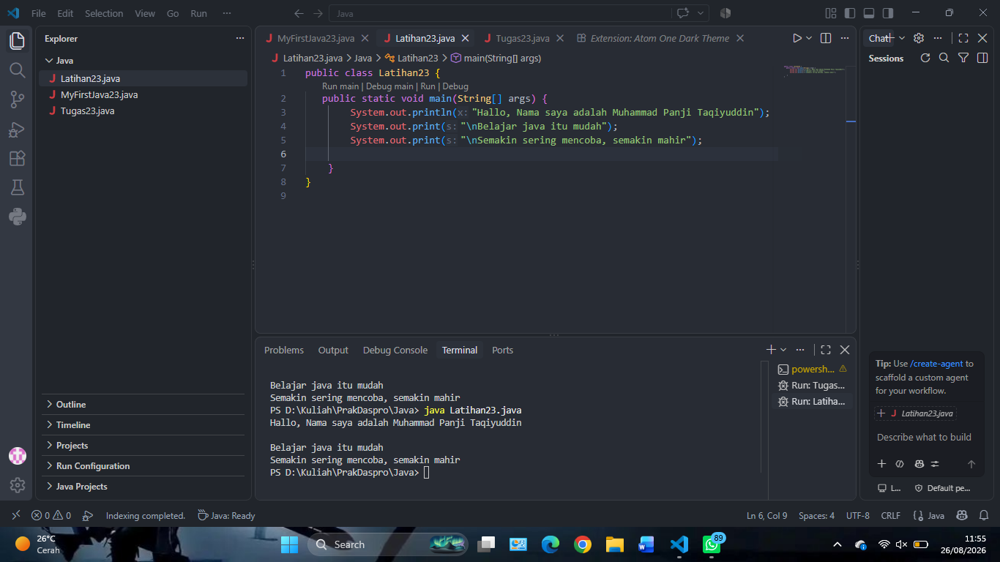 File Edit Selection View Go Run ···
Java
Explorer
Java
Latihan23.java
MyFirstJava23.java
Tugas23.java
Outline
Timeline
Projects
Run Configuration
Java Projects
MyFirstJava23.java Latihan23.java Tugas23.java Extension: Atom One Dark Theme
Latihan23.java > Java > Latihan23 > main(String[] args)
1 public class Latihan23 {
Run main | Debug main | Run | Debug
2 public static void main(String[] args) {
3 System.out.println(x: "Hallo, Nama saya adalah Muhammad Panji Taqiyuddin");
4 System.out.print(s: "\nBelajar java itu mudah");
5 System.out.print(s: "\nSemakin sering mencoba, semakin mahir");
6
7 }
8 }
9
Problems Output Debug Console Terminal Ports
Belajar java itu mudah
Semakin sering mencoba, semakin mahir
PS D:\Kuliah\PrakDaspro\Java> java Latihan23.java
Hallo, Nama saya adalah Muhammad Panji Taqiyuddin
Belajar java itu mudah
Semakin sering mencoba, semakin mahir
PS D:\Kuliah\PrakDaspro\Java>
powersh...
Run: Tugas...
Run: Latiha...
Chat
Sessions
Tip: Use /create-agent to
scaffold a custom agent
for your workflow.
Latihan23.java
Describe what to build
L... Default pe...
0 0 Indexing completed. Java: Ready
Ln 6, Col 9 Spaces: 4 UTF-8 CRLF Java
26°C
Cerah
Search
89
11:55
26/08/2026